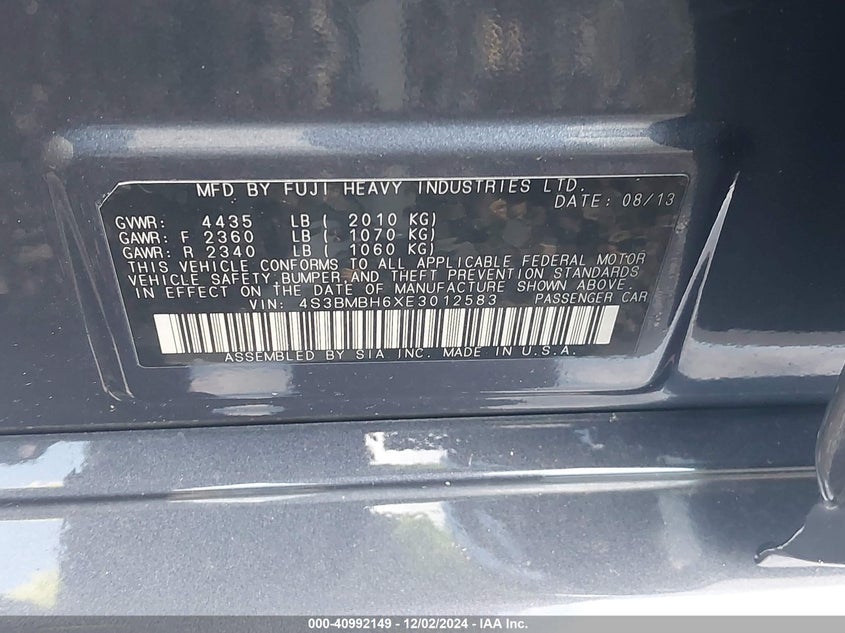 MFD BY FUJI HEAVY INDUSTRIES LTD.
DATE: 08/13
GVWR: 4435 LB ( 2010 KG)
GAWR: F 2360 LB ( 1070 KG)
GAWR: R 2340 LB ( 1060 KG)
THIS VEHICLE CONFORMS TO ALL APPLICABLE FEDERAL MOTOR
VEHICLE SAFETY,BUMPER AND THEFT PREVENTION STANDARDS
IN EFFECT ON THE DATE OF MANUFACTURE SHOWN ABOVE.
VIN: 4S3BMBH6XE3012583 PASSENGER CAR
ASSEMBLED BY SIA INC. MADE IN U.S.A.
000-40992149 - 12/02/2024 - IAA Inc.